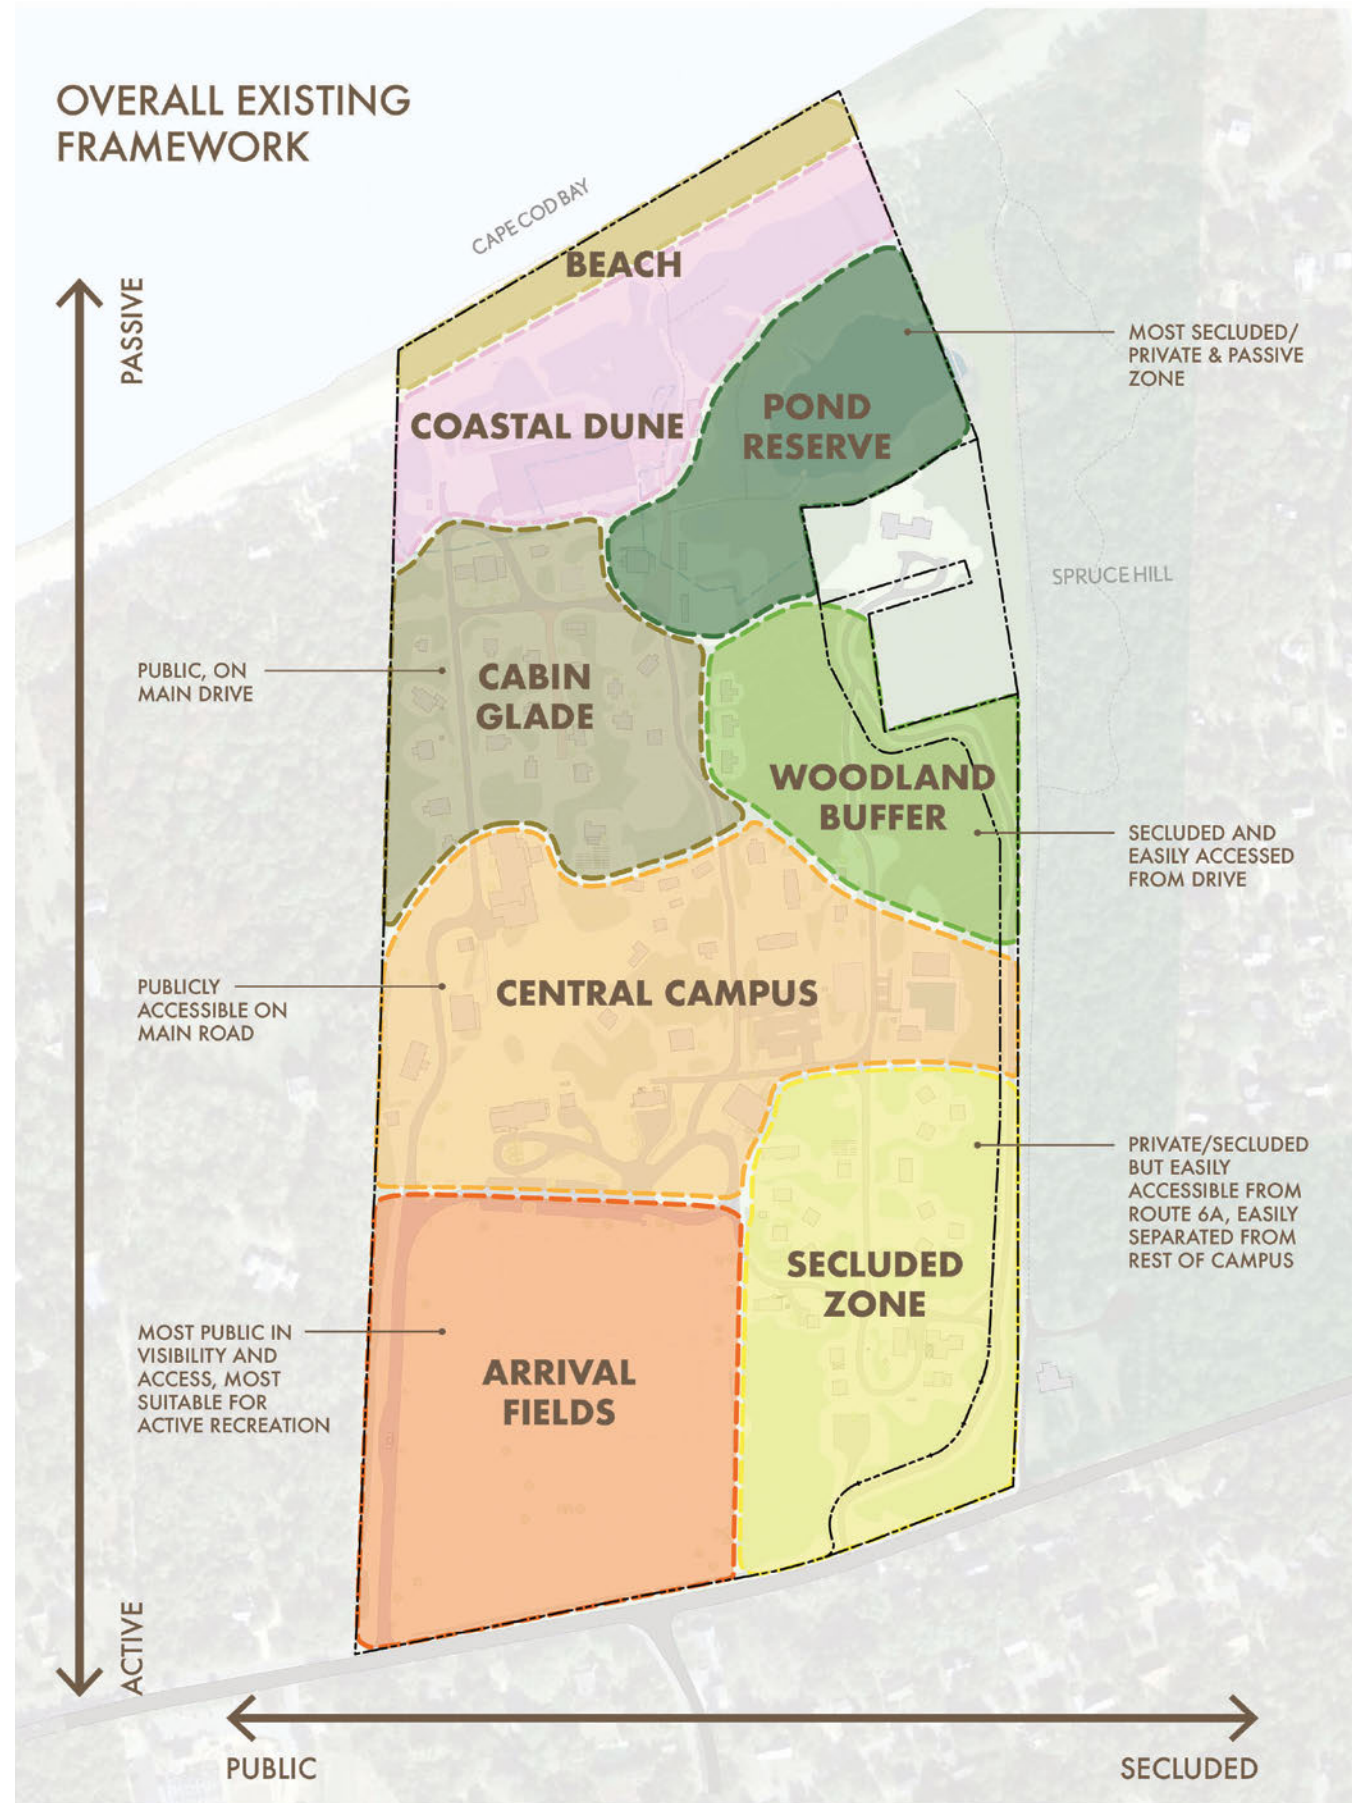 OVERALL EXISTING
FRAMEWORK
CAPE COD BAY
BEACH
PASSIVE
MOST SECLUDED/
PRIVATE & PASSIVE
ZONE
COASTAL DUNE
POND
RESERVE
SPRUCE HILL
PUBLIC, ON
MAIN DRIVE
CABIN
GLADE
WOODLAND
BUFFER
SECLUDED AND
EASILY ACCESSED
FROM DRIVE
PUBLICLY
ACCESSIBLE ON
MAIN ROAD
CENTRAL CAMPUS
PRIVATE/SECLUDED
BUT EASILY
ACCESSIBLE FROM
ROUTE 6A, EASILY
SEPARATED FROM
REST OF CAMPUS
SECLUDED
ZONE
MOST PUBLIC IN
VISIBILITY AND
ACCESS, MOST
SUITABLE FOR
ACTIVE RECREATION
ARRIVAL
FIELDS
ACTIVE
PUBLIC
SECLUDED